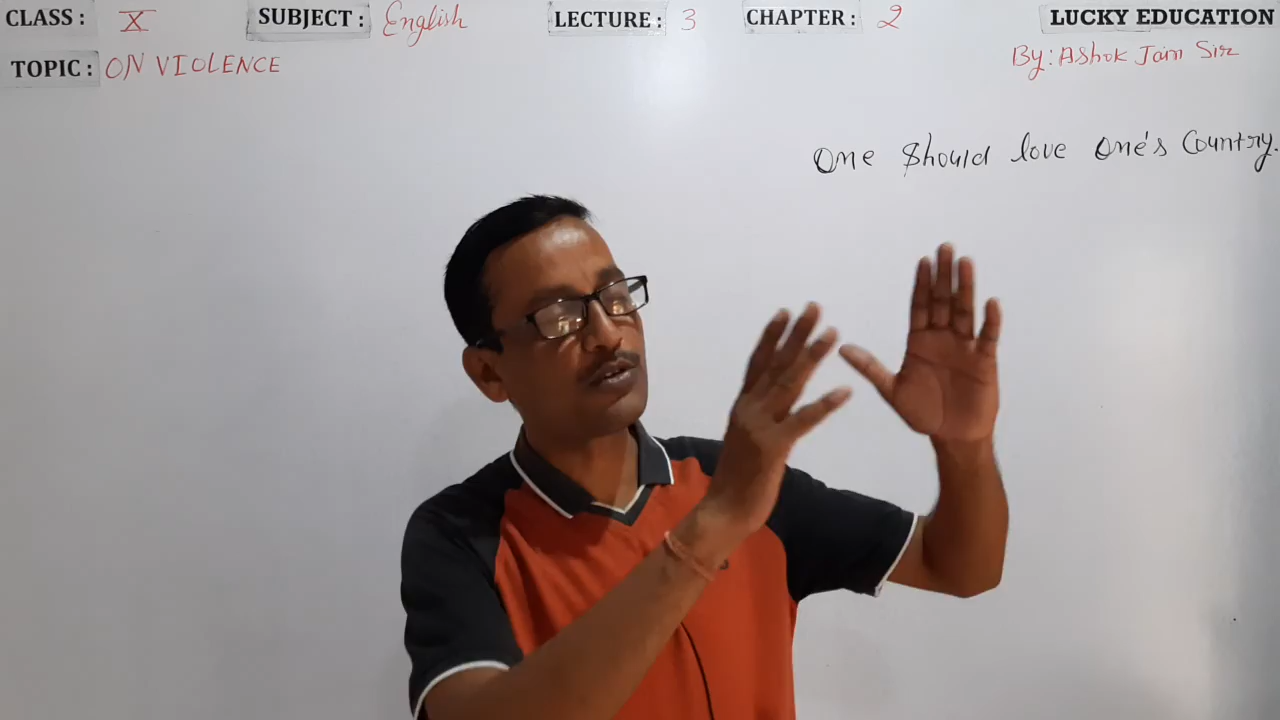 CLASS : X SUBJECT : English LECTURE : 3 CHAPTER : 2 LUCKY EDUCATION
TOPIC : ON VIOLENCE By: Ashok Jain Sir
One should love One's Country.